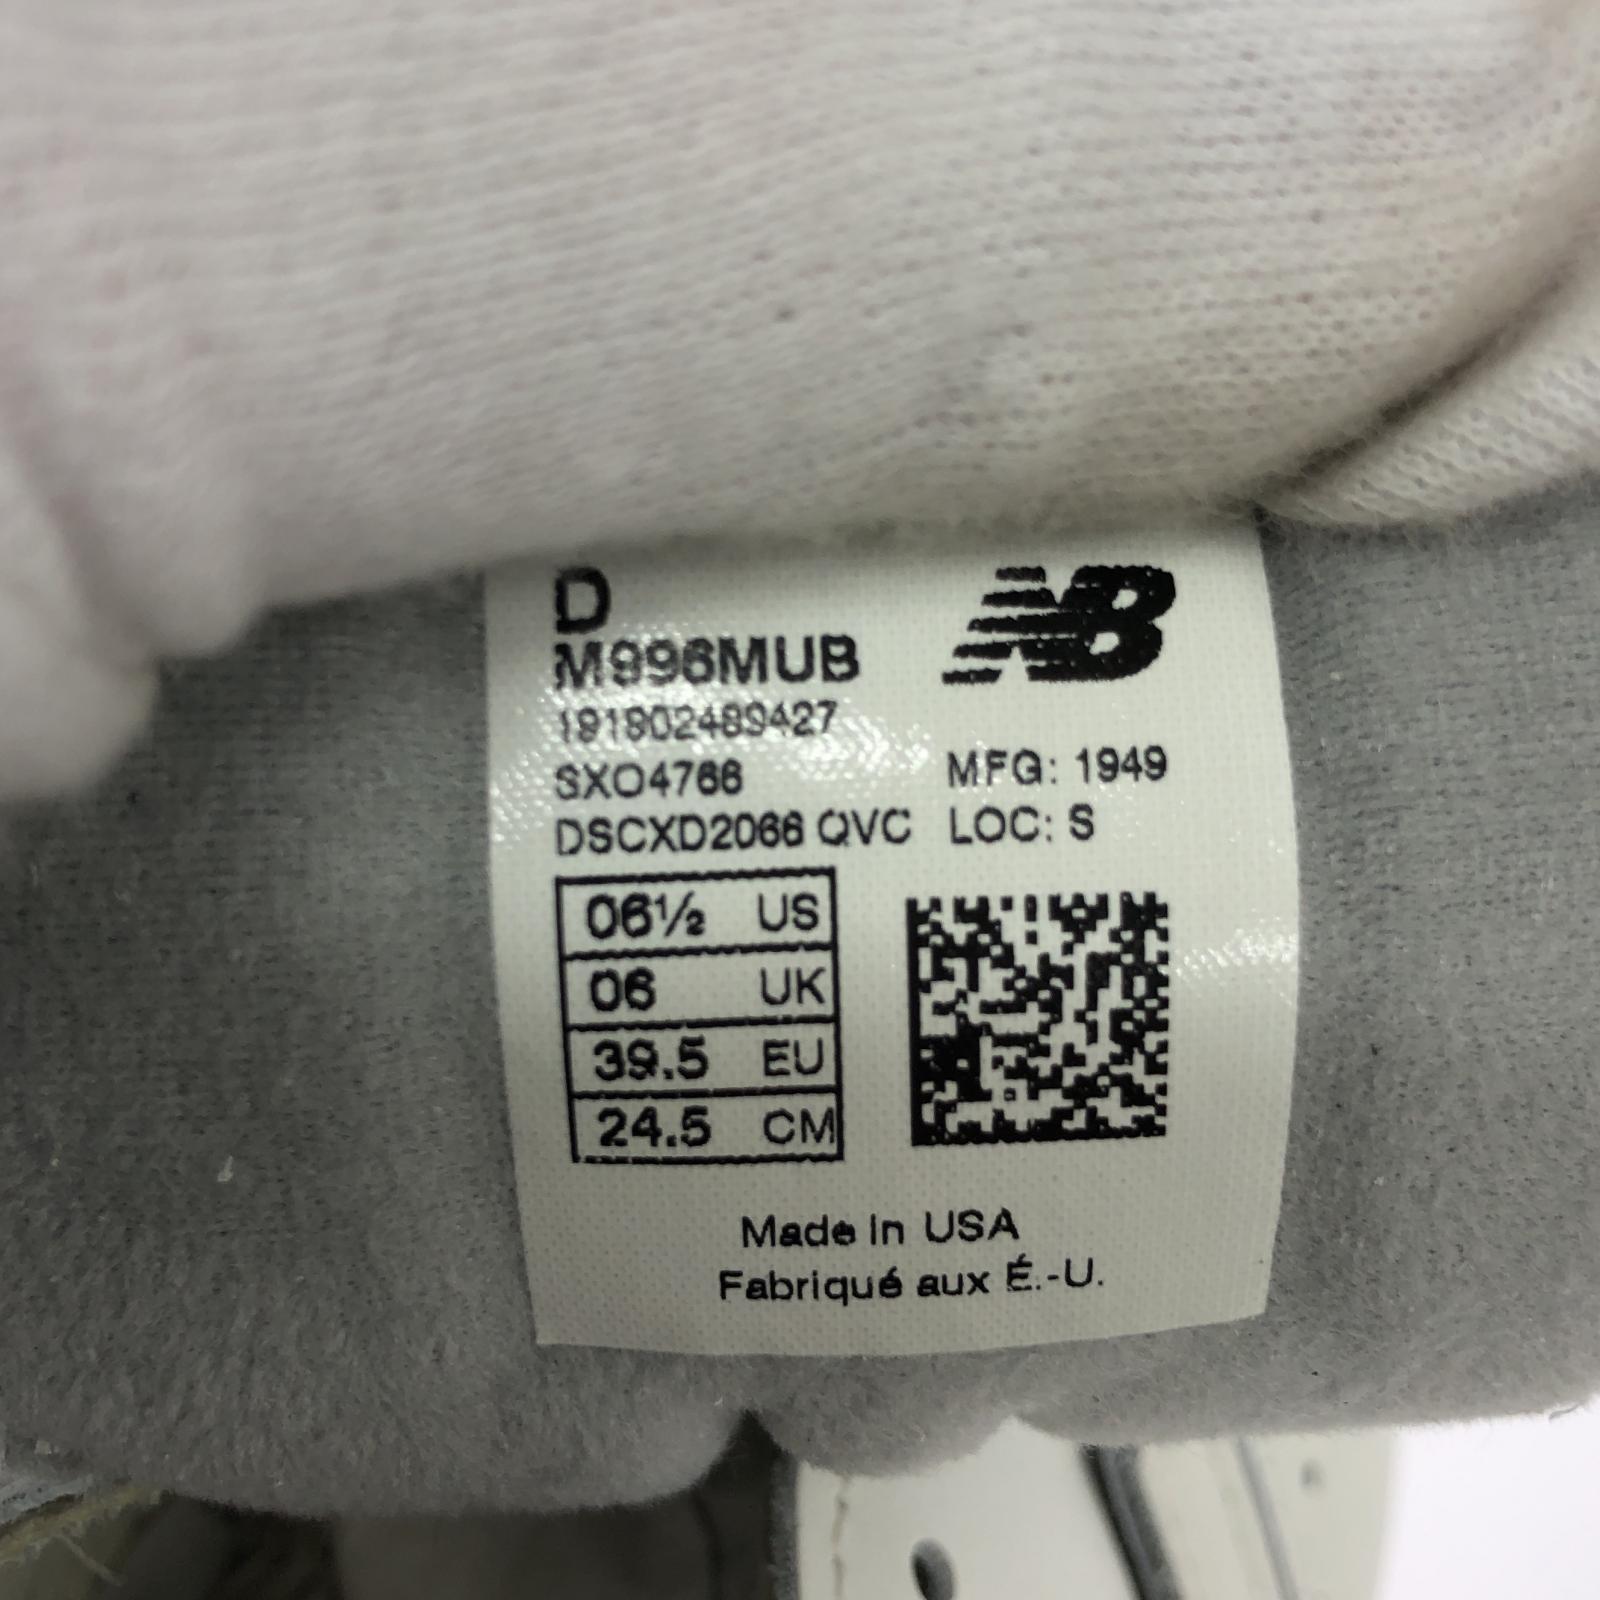 D
M996MUB
NB
191902489427
SXO4766
MFG: 1949
DSCXD2066 QVC
LOC: S
06½ US
06 UK
39.5 EU
24.5 CM
Made in USA
Fabriqué aux É.-U.